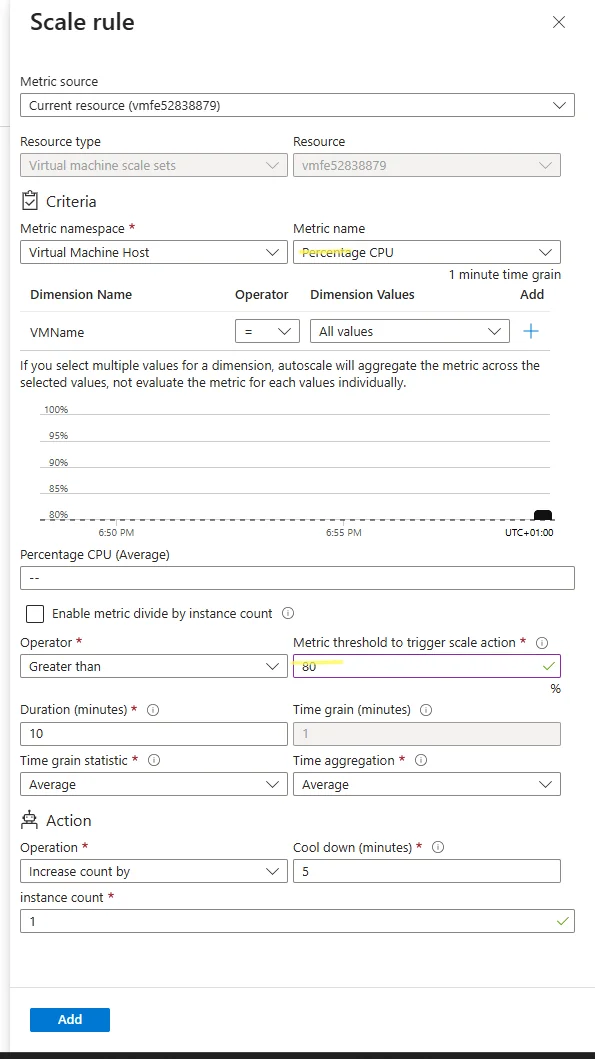 Scale rule
Metric source
Current resource (vmfe52838879)
Resource type Resource
Virtual machine scale sets vmfe52838879
Criteria
Metric namespace * Metric name
Virtual Machine Host Percentage CPU
1 minute time grain
Dimension Name Operator Dimension Values Add
VMName = All values +
If you select multiple values for a dimension, autoscale will aggregate the metric across the
selected values, not evaluate the metric for each values individually.
100%
95%
90%
85%
80%
6:50 PM 6:55 PM UTC+01:00
Percentage CPU (Average)
--
Enable metric divide by instance count
Operator * Metric threshold to trigger scale action *
Greater than 80
%
Duration (minutes) * Time grain (minutes)
10 1
Time grain statistic * Time aggregation *
Average Average
Action
Operation * Cool down (minutes) *
Increase count by 5
instance count *
1
Add